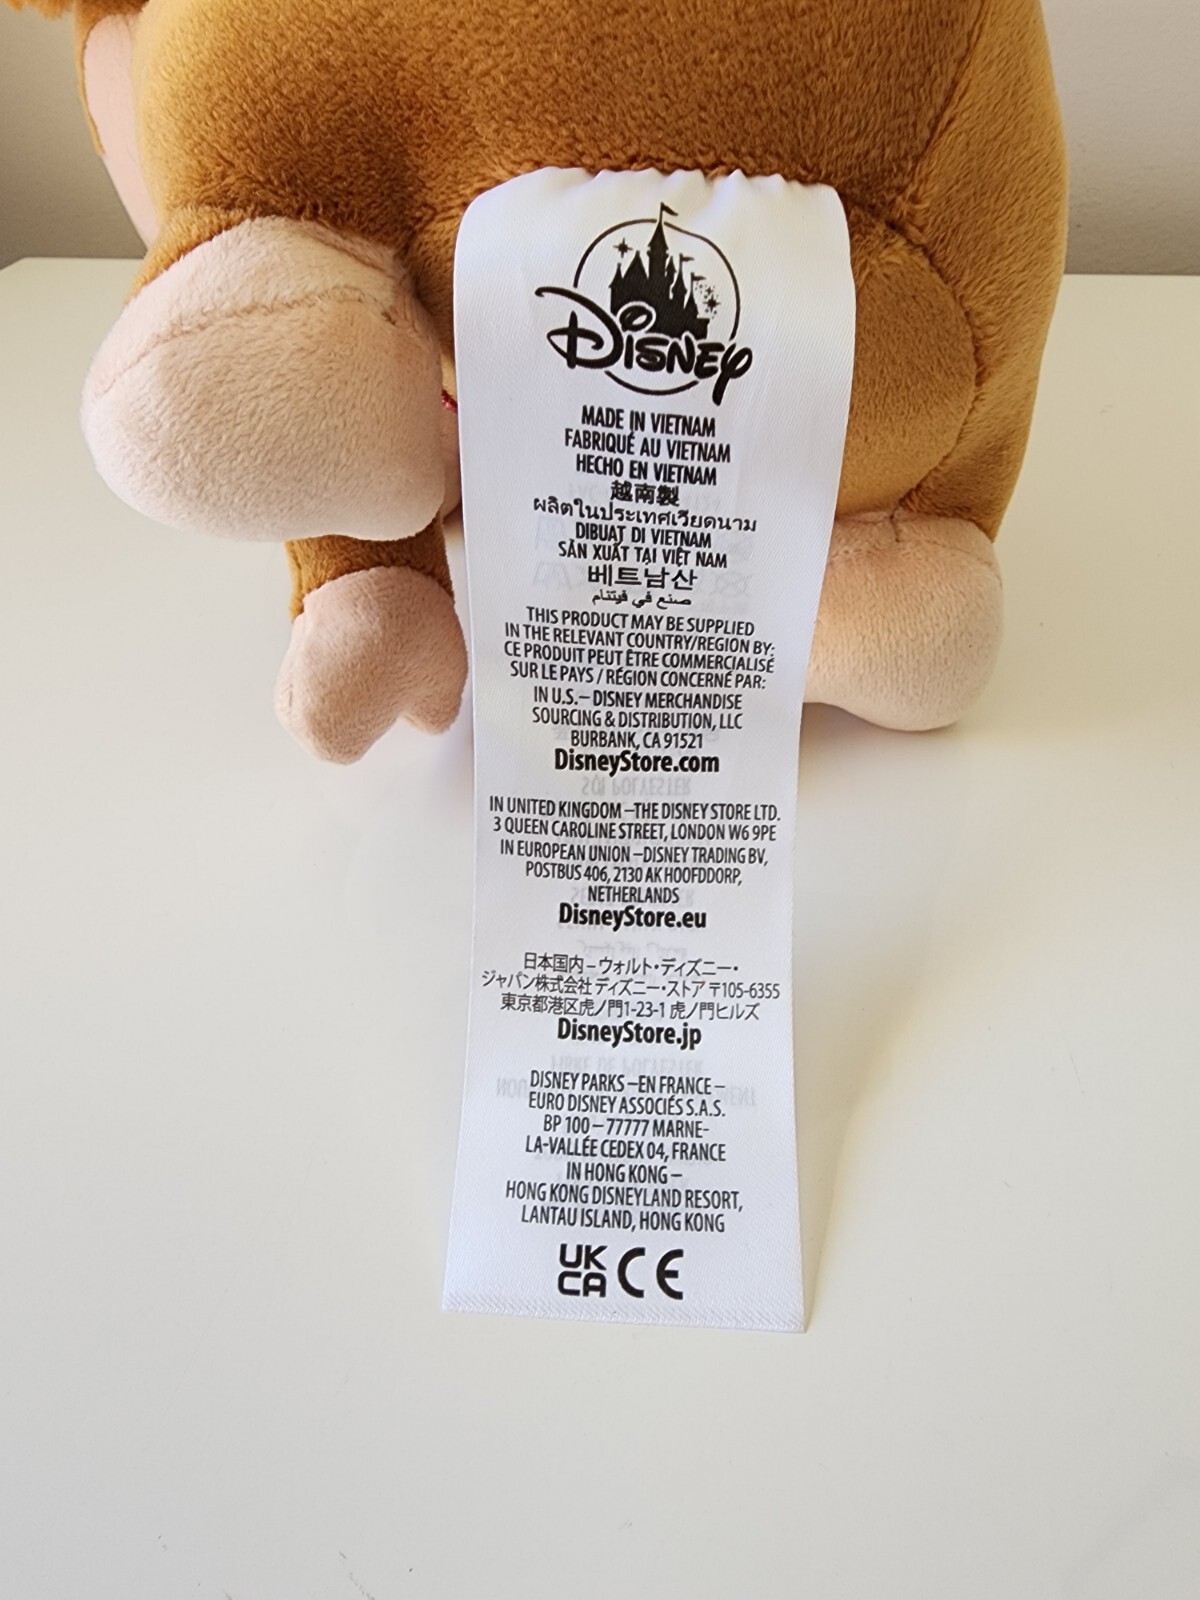 Disney
MADE IN VIETNAM
FABRIQUÉ AU VIETNAM
HECHO EN VIETNAM
越南製
ผลิตในประเทศเวียดนาม
DIBUAT DI VIETNAM
SẢN XUẤT TẠI VIỆT NAM
베트남산
صنع في فيتنام
THIS PRODUCT MAY BE SUPPLIED
IN THE RELEVANT COUNTRY/REGION BY:
CE PRODUIT PEUT ÊTRE COMMERCIALISÉ
SUR LE PAYS / RÉGION CONCERNÉ PAR:
IN U.S.– DISNEY MERCHANDISE
SOURCING & DISTRIBUTION, LLC
BURBANK, CA 91521
DisneyStore.com
IN UNITED KINGDOM –THE DISNEY STORE LTD.
3 QUEEN CAROLINE STREET, LONDON W6 9PE
IN EUROPEAN UNION –DISNEY TRADING BV,
POSTBUS 406, 2130 AK HOOFDDORP,
NETHERLANDS
DisneyStore.eu
日本国内 – ウォルト・ディズニー・
ジャパン株式会社 ディズニー・ストア 〒105-6355
東京都港区虎ノ門1-23-1 虎ノ門ヒルズ
DisneyStore.jp
DISNEY PARKS –EN FRANCE –
EURO DISNEY ASSOCIÉS S.A.S.
BP 100 – 77777 MARNE-
LA-VALLÉE CEDEX 04, FRANCE
IN HONG KONG –
HONG KONG DISNEYLAND RESORT,
LANTAU ISLAND, HONG KONG
UK CE
CA